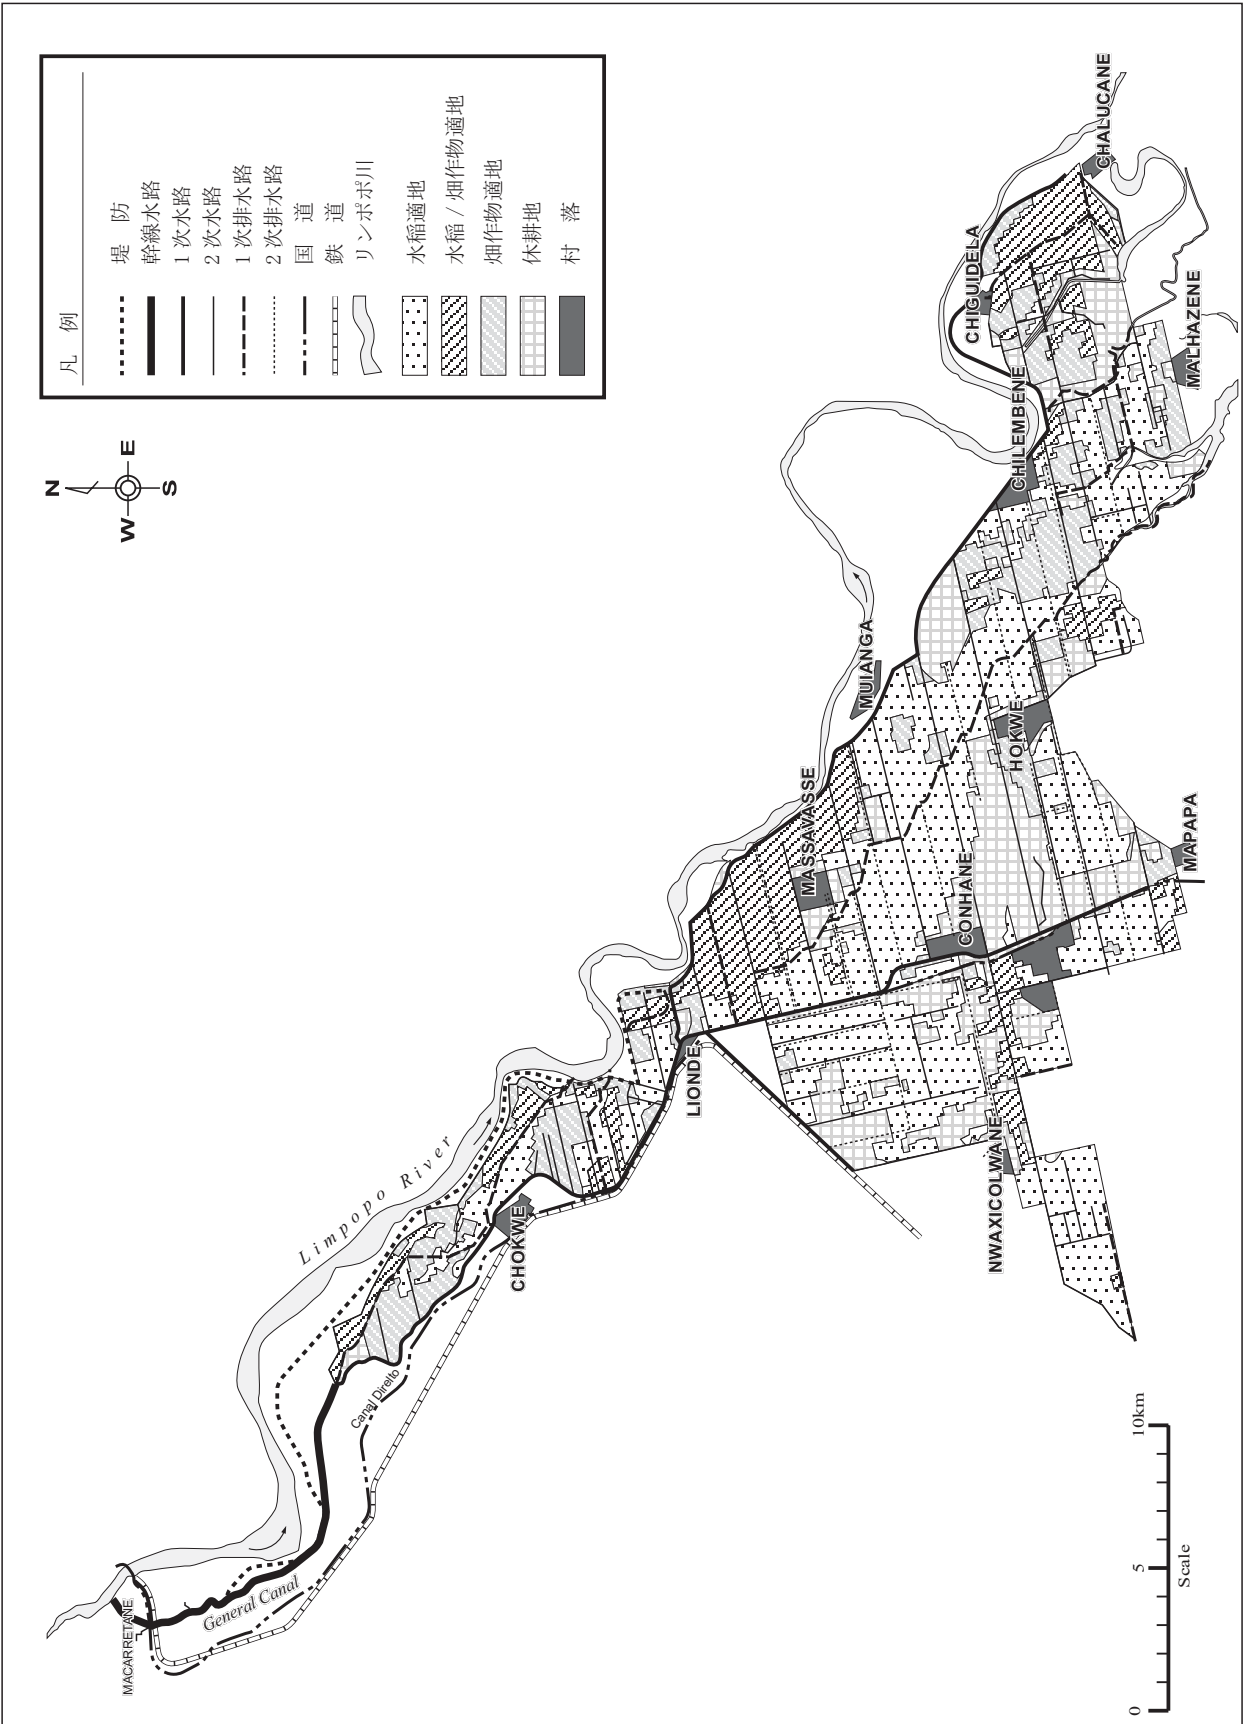 凡 例
堤 防
幹線水路
1次水路
2次水路
1次排水路
2次排水路
国 道
鉄 道
リンポポ川
水稲適地
水稲 / 畑作物適地
畑作物適地
休耕地
村 落
N
W
E
S
MACARRETANE
General Canal
Canal Direlto
Limpopo River
CHOKWE
LIONDE
MASSAVASSE
MUIANGA
CONHANE
HOKWE
NWAXICOLWANE
MAPAPA
CHILEMBENE
CHIGUIDELA
CHALUCANE
MALHAZENE
0
5
10km
Scale